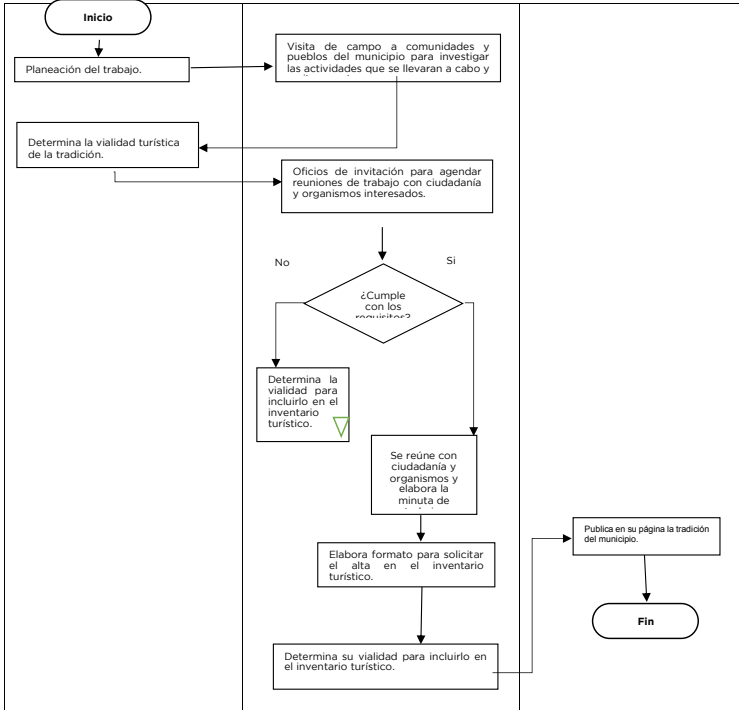 Inicio
Planeación del trabajo.
Visita de campo a comunidades y
pueblos del municipio para investigar
las actividades que se llevaran a cabo y
Determina la vialidad turística
de la tradición.
Oficios de invitación para agendar
reuniones de trabajo con ciudadanía
y organismos interesados.
No
Si
¿Cumple
con los
requisitos?
Determina la
vialidad para
incluirlo en el
inventario
turístico.
Se reúne con
ciudadanía y
organismos y
elabora la
minuta de
Elabora formato para solicitar
el alta en el inventario
turístico.
Publica en su página la tradición
del municipio.
Fin
Determina su vialidad para incluirlo en
el inventario turístico.